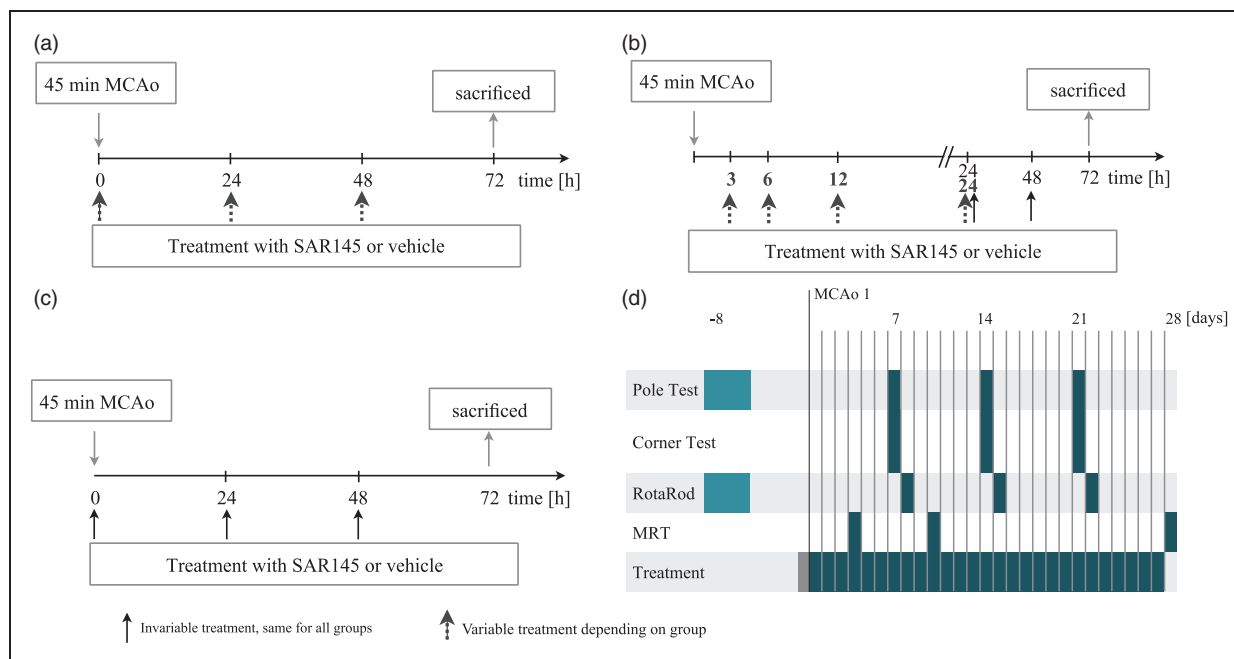 (a)
45 min MCAo
sacrificed
0 24 48 72 time [h]
Treatment with SAR145 or vehicle
(b)
45 min MCAo
sacrificed
3 6 12 24 48 72 time [h]
24
Treatment with SAR145 or vehicle
(c)
45 min MCAo
sacrificed
0 24 48 72 time [h]
Treatment with SAR145 or vehicle
(d)
MCAo 1
-8 7 14 21 28 [days]
Pole Test
Corner Test
RotaRod
MRT
Treatment
Invariable treatment, same for all groups
Variable treatment depending on group